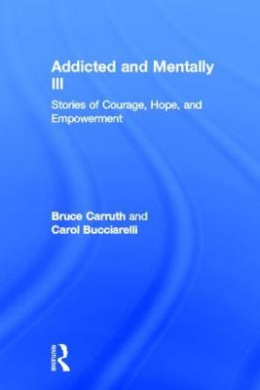 Addicted and Mentally
Ill
Stories of Courage, Hope, and
Empowerment
Bruce Carruth and
Carol Bucciarelli
ROUTLEDGE